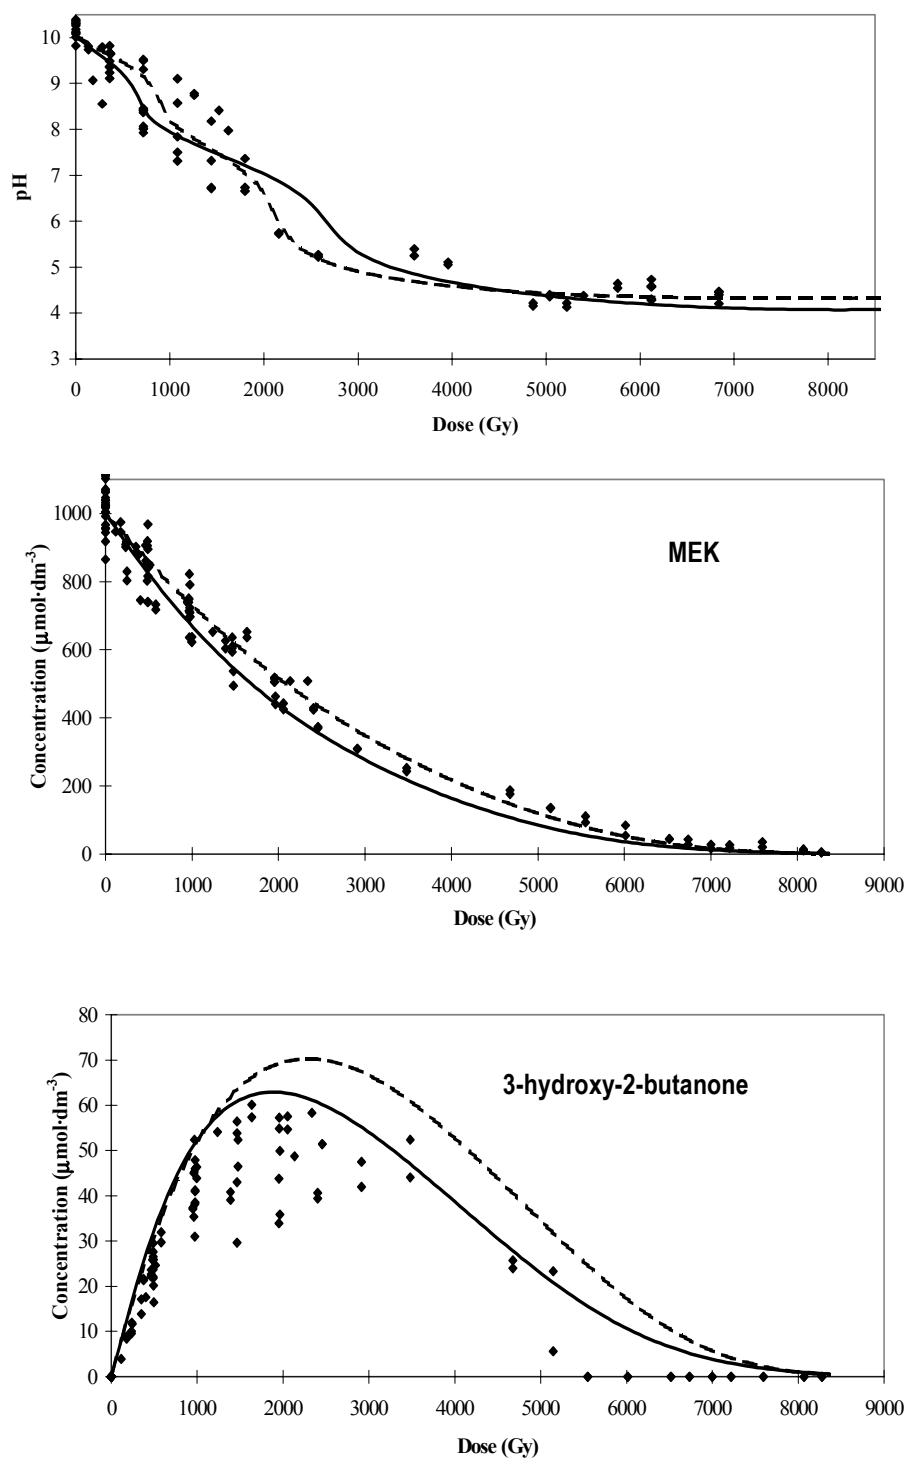 10
9
8
7
6
5
4
3
pH
0 1000 2000 3000 4000 5000 6000 7000 8000
Dose (Gy)
1000
800
600
400
200
0
Concentration (μmol·dm-3)
MEK
0 1000 2000 3000 4000 5000 6000 7000 8000 9000
Dose (Gy)
80
70
60
50
40
30
20
10
0
Concentration (μmol·dm-3)
3-hydroxy-2-butanone
0 1000 2000 3000 4000 5000 6000 7000 8000 9000
Dose (Gy)